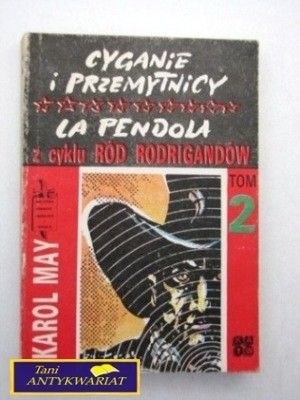 CYGANIE
i PRZEMYTNICY
LA PENDOLA
z cyklu RÓD RODRIGANDÓW
TOM
2
KAROL MAY
Tani
ANTYKWARIAT